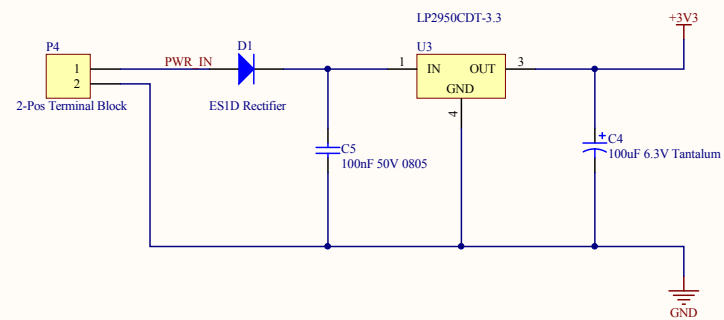 LP2950CDT-3.3
+3V3
P4
D1
U3
1
PWR_IN
1
IN
OUT
3
2
GND
2-Pos Terminal Block
ES1D Rectifier
4
C5
100nF 50V 0805
+
C4
100uF 6.3V Tantalum
GND